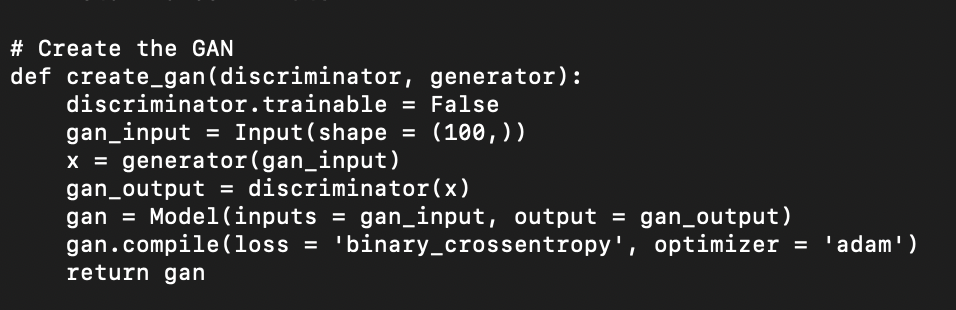 # Create the GAN
def create_gan(discriminator, generator):
    discriminator.trainable = False
    gan_input = Input(shape = (100,))
    x = generator(gan_input)
    gan_output = discriminator(x)
    gan = Model(inputs = gan_input, output = gan_output)
    gan.compile(loss = 'binary_crossentropy', optimizer = 'adam')
    return gan